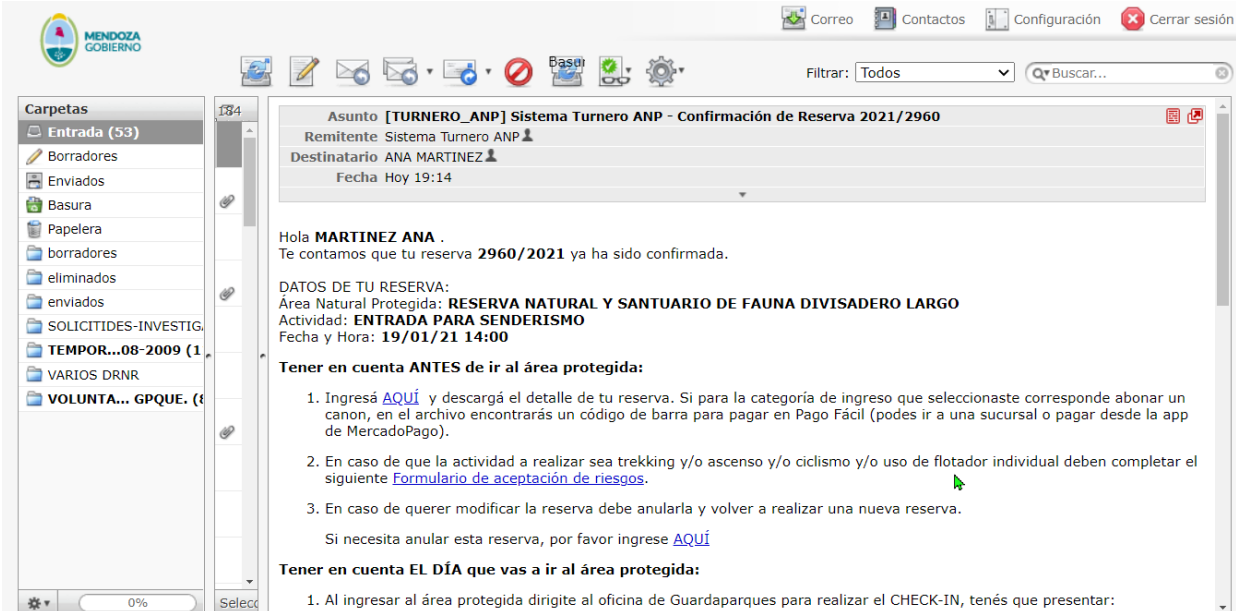 MENDOZA
GOBIERNO
Correo
Contactos
Configuración
Cerrar sesión
Basur
Filtrar: Todos
Buscar...
Carpetas
Entrada (53)
Borradores
Enviados
Basura
Papelera
borradores
eliminados
enviados
SOLICITIDES-INVESTIG
TEMPOR...08-2009 (1
VARIOS DRNR
VOLUNTA... GPQUE. (8
0%
Selecc
Asunto [TURNERO_ANP] Sistema Turnero ANP - Confirmación de Reserva 2021/2960
Remitente Sistema Turnero ANP
Destinatario ANA MARTINEZ
Fecha Hoy 19:14
Hola MARTINEZ ANA .
Te contamos que tu reserva 2960/2021 ya ha sido confirmada.
DATOS DE TU RESERVA:
Área Natural Protegida: RESERVA NATURAL Y SANTUARIO DE FAUNA DIVISADERO LARGO
Actividad: ENTRADA PARA SENDERISMO
Fecha y Hora: 19/01/21 14:00
Tener en cuenta ANTES de ir al área protegida:
1. Ingresá AQUÍ y descargá el detalle de tu reserva. Si para la categoría de ingreso que seleccionaste corresponde abonar un
canon, en el archivo encontrarás un código de barra para pagar en Pago Fácil (podes ir a una sucursal o pagar desde la app
de MercadoPago).
2. En caso de que la actividad a realizar sea trekking y/o ascenso y/o ciclismo y/o uso de flotador individual deben completar el
siguiente Formulario de aceptación de riesgos.
3. En caso de querer modificar la reserva debe anularla y volver a realizar una nueva reserva.
Si necesita anular esta reserva, por favor ingrese AQUÍ
Tener en cuenta EL DÍA que vas a ir al área protegida:
1. Al ingresar al área protegida dirigite al oficina de Guardaparques para realizar el CHECK-IN, tenés que presentar: